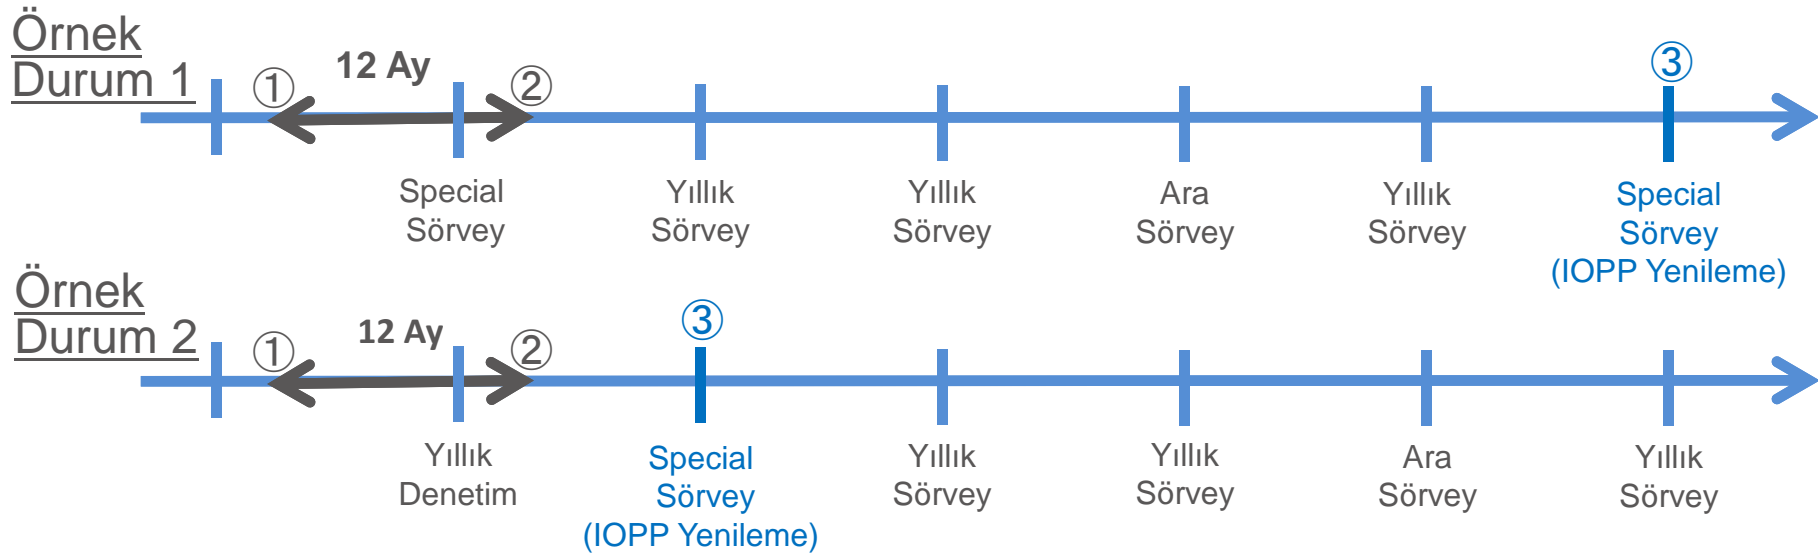 Örnek
Durum 1
① 12 Ay ② ③
Special
Sörvey
Yıllık
Sörvey
Yıllık
Sörvey
Ara
Sörvey
Yıllık
Sörvey
Special
Sörvey
(IOPP Yenileme)
Örnek
Durum 2
① 12 Ay ② ③
Yıllık
Denetim
Special
Sörvey
(IOPP Yenileme)
Yıllık
Sörvey
Yıllık
Sörvey
Ara
Sörvey
Yıllık
Sörvey